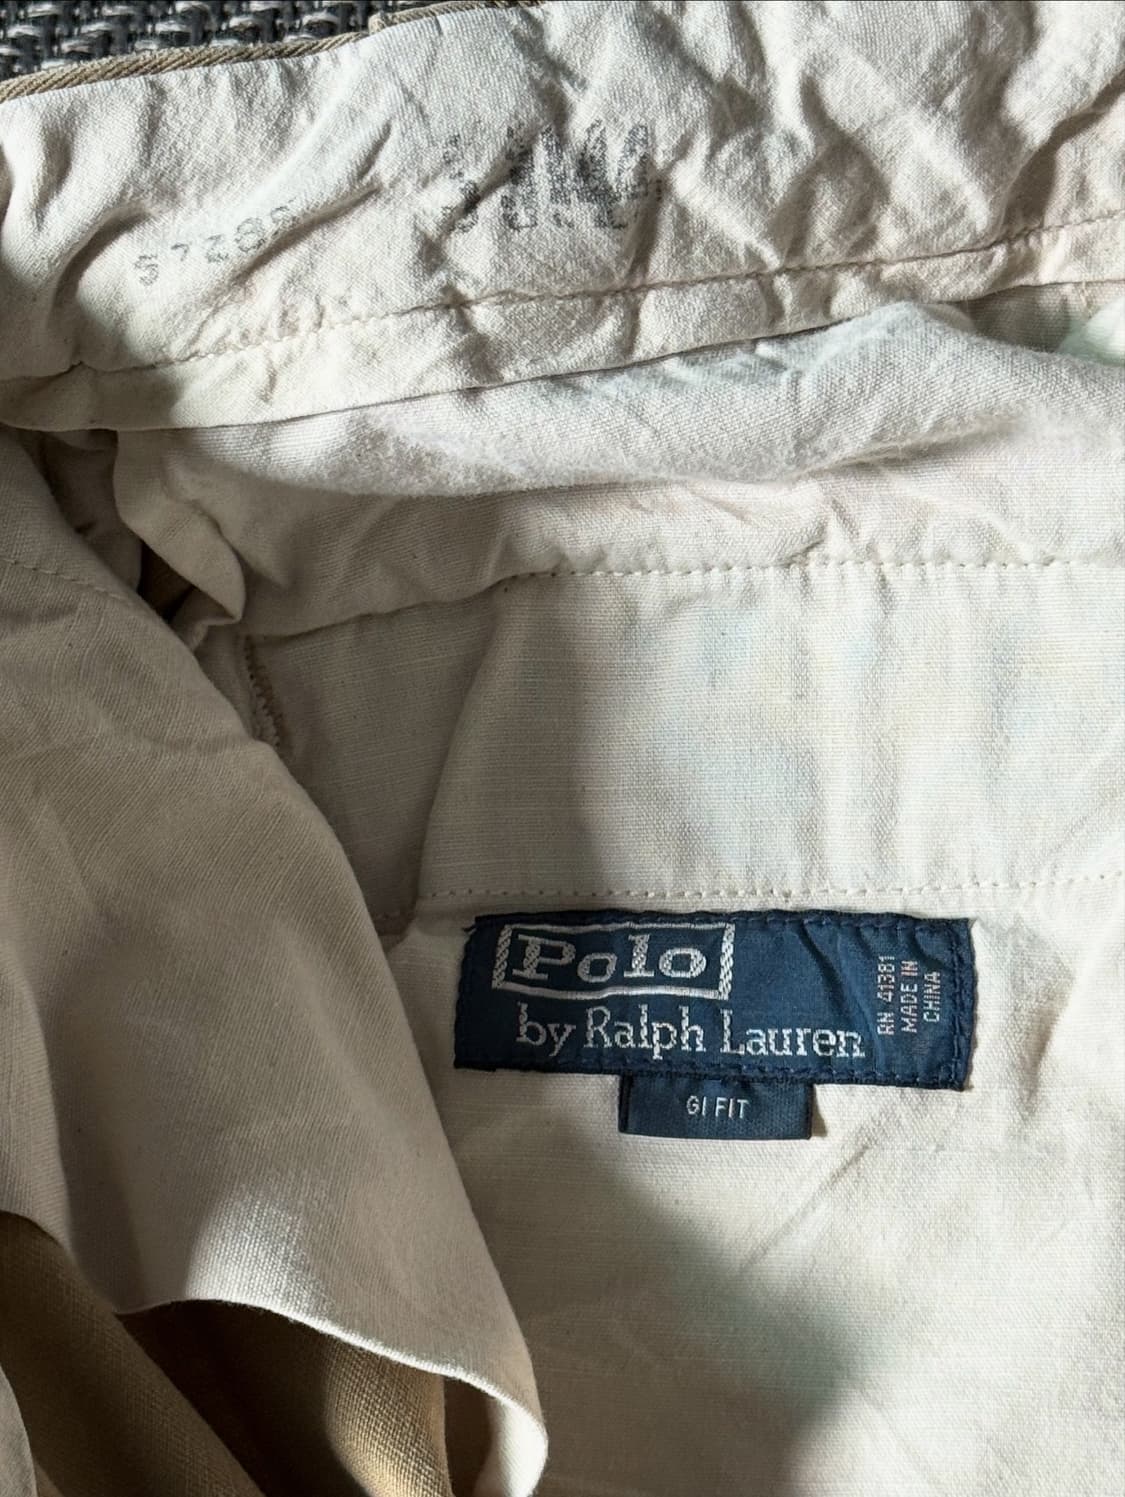 Polo
by Ralph Lauren
RN 41381
MADE IN
CHINA
GI FIT